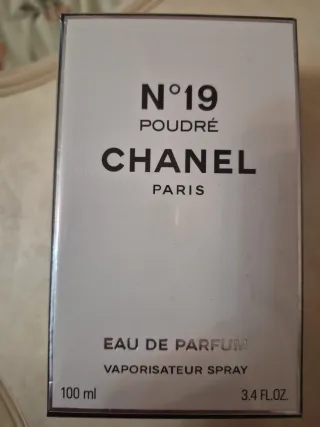 N°19
POUDRÉ
CHANEL
PARIS
EAU DE PARFUM
VAPORISATEUR SPRAY
100 ml 3.4 FL.OZ.